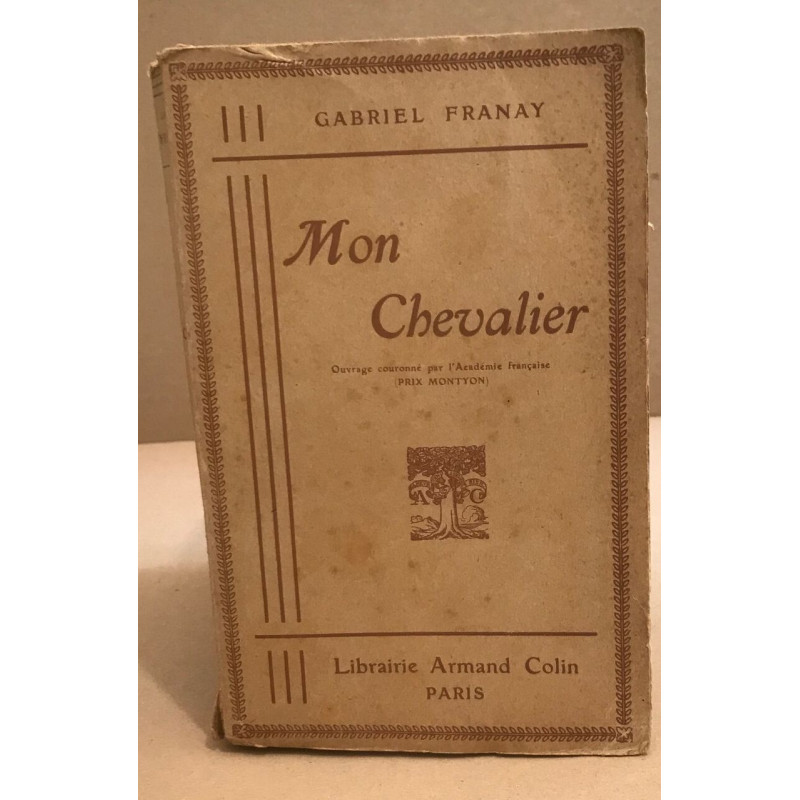 GABRIEL FRANAY
Mon
Chevalier
Ouvrage couronné par l'Académie française
(PRIX MONTYON)
A C
Librairie Armand Colin
PARIS